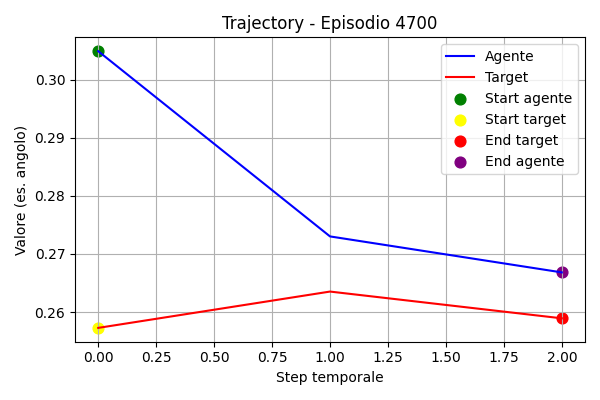 Trajectory - Episodio 4700
Valore (es. angolo)
0.30
0.29
0.28
0.27
0.26
Agente
Target
Start agente
Start target
End target
End agente
0.00 0.25 0.50 0.75 1.00 1.25 1.50 1.75 2.00
Step temporale